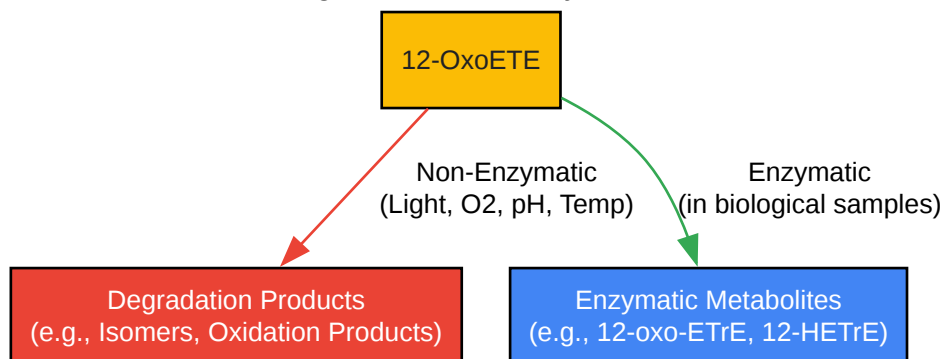 12-OxoETE
Non-Enzymatic
(Light, O2, pH, Temp)
Enzymatic
(in biological samples)
Degradation Products
(e.g., Isomers, Oxidation Products)
Enzymatic Metabolites
(e.g., 12-oxo-ETrE, 12-HETrE)